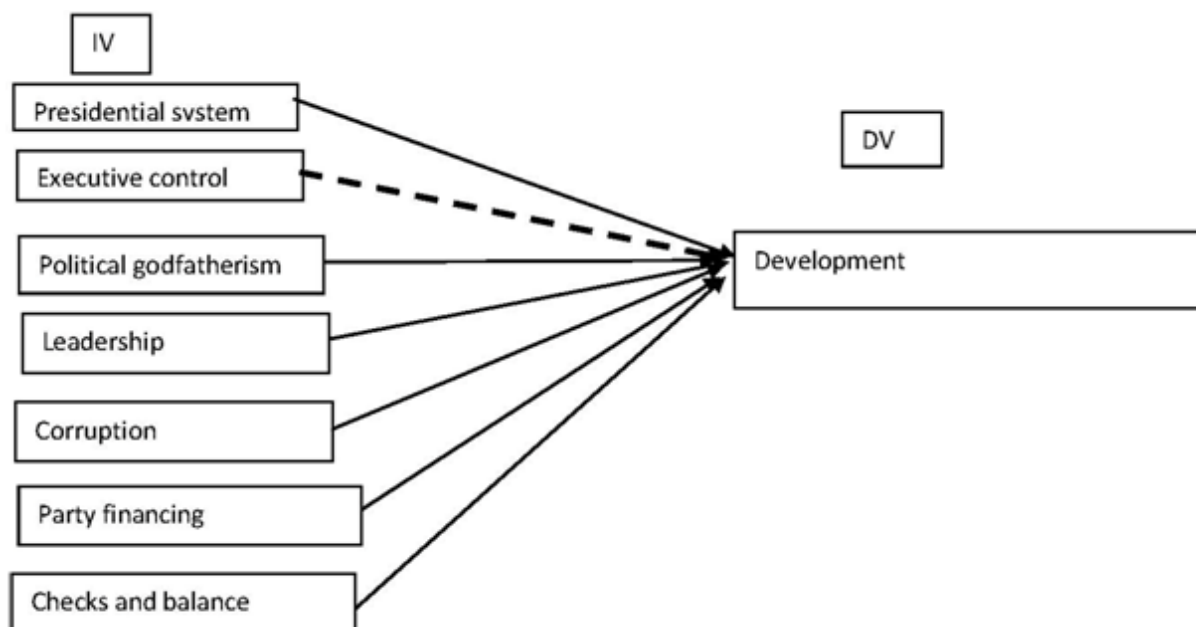 IV
Presidential svstem
Executive control
Political godfatherism
Leadership
Corruption
Party financing
Checks and balance
DV
Development